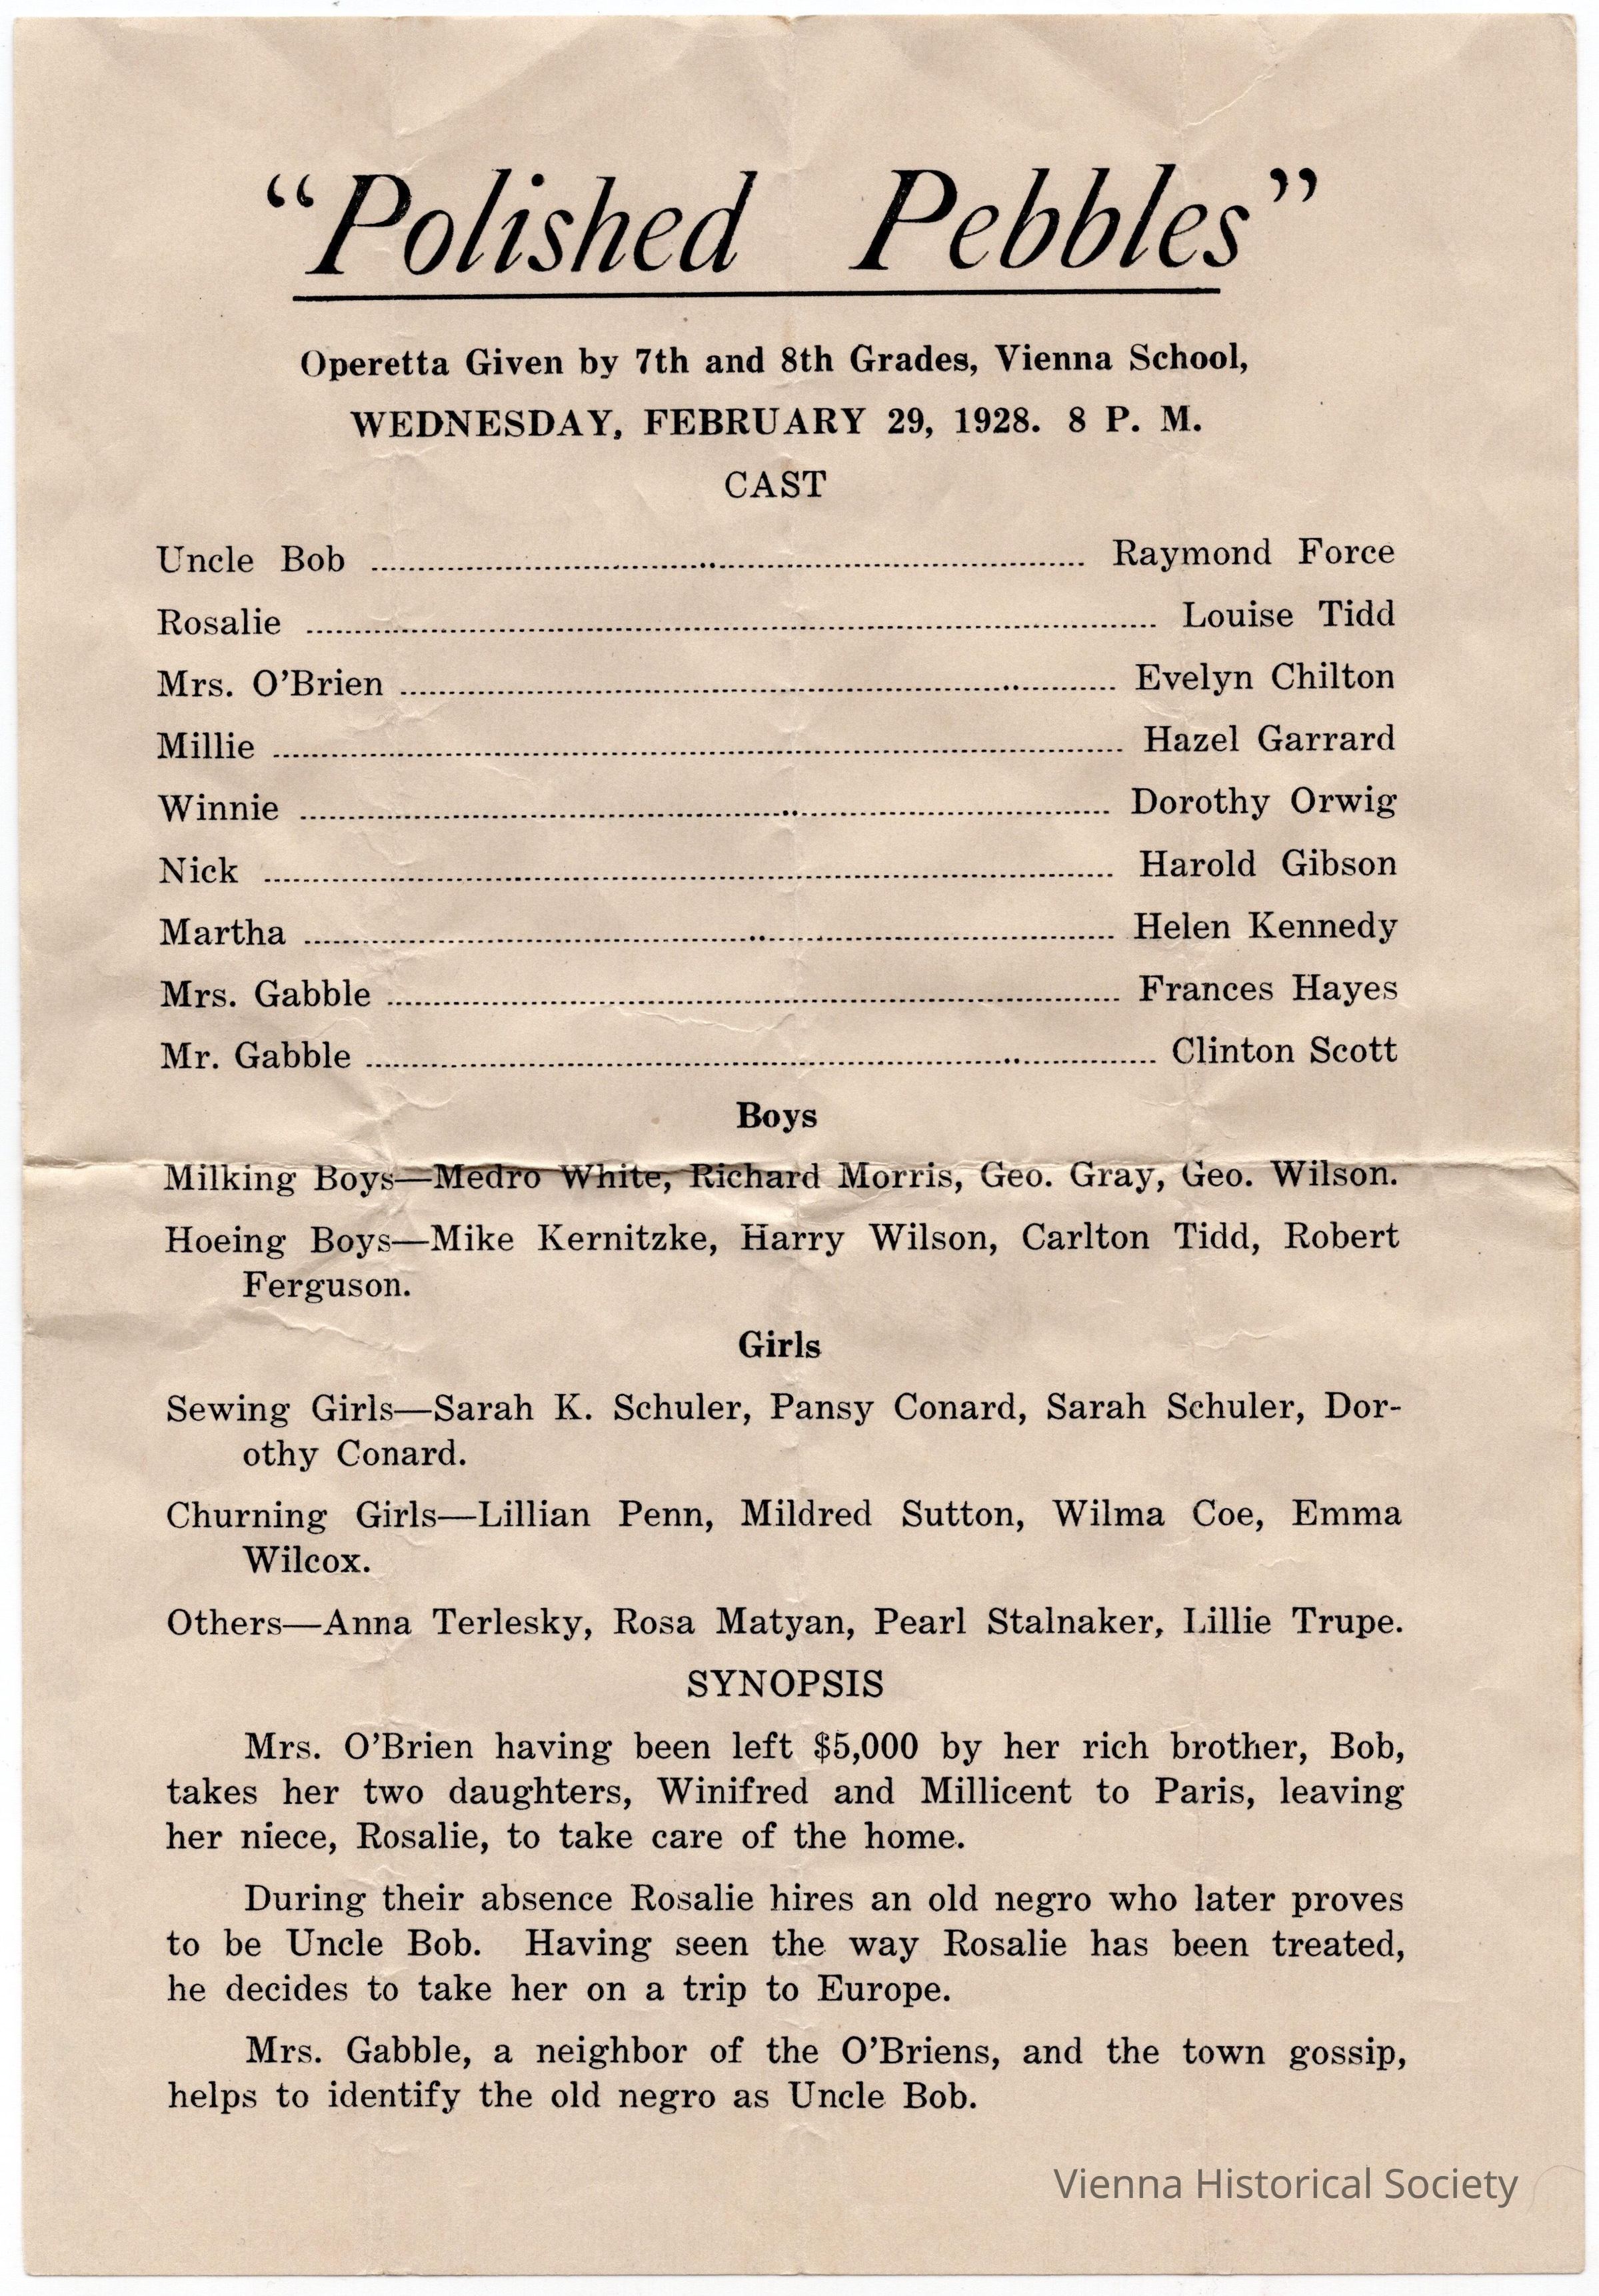 “Polished Pebbles”
Operetta Given by 7th and 8th Grades, Vienna School,
WEDNESDAY, FEBRUARY 29, 1928. 8 P. M.
CAST
Uncle Bob ........ Raymond Force
Rosalie ........ Louise Tidd
Mrs. O’Brien ........ Evelyn Chilton
Millie ........ Hazel Garrard
Winnie ........ Dorothy Orwig
Nick ........ Harold Gibson
Martha ........ Helen Kennedy
Mrs. Gabble ........ Frances Hayes
Mr. Gabble ........ Clinton Scott
Boys
Milking Boys—Medro White, Richard Morris, Geo. Gray, Geo. Wilson.
Hoeing Boys—Mike Kernitzke, Harry Wilson, Carlton Tidd, Robert
Ferguson.
Girls
Sewing Girls—Sarah K. Schuler, Pansy Conard, Sarah Schuler, Dor-
othy Conard.
Churning Girls—Lillian Penn, Mildred Sutton, Wilma Coe, Emma
Wilcox.
Others—Anna Terlesky, Rosa Matyan, Pearl Stalnaker, Lillie Trupe.
SYNOPSIS
Mrs. O’Brien having been left $5,000 by her rich brother, Bob,
takes her two daughters, Winifred and Millicent to Paris, leaving
her niece, Rosalie, to take care of the home.
During their absence Rosalie hires an old negro who later proves
to be Uncle Bob. Having seen the way Rosalie has been treated,
he decides to take her on a trip to Europe.
Mrs. Gabble, a neighbor of the O’Briens, and the town gossip,
helps to identify the old negro as Uncle Bob.
Vienna Historical Society